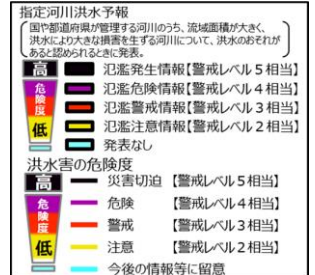 指定河川洪水予報
国や都道府県が管理する河川のうち、流域面積が大きく、
洪水により大きな損害を生ずる河川について、洪水のおそれが
あると認められるときに発表。
高 氾濫発生情報【警戒レベル5相当】
危険度 氾濫危険情報【警戒レベル4相当】
氾濫警戒情報【警戒レベル3相当】
低 氾濫注意情報【警戒レベル2相当】
発表なし
洪水害の危険度
高 災害切迫 【警戒レベル5相当】
危険度 危険 【警戒レベル4相当】
警戒 【警戒レベル3相当】
低 注意 【警戒レベル2相当】
今後の情報等に留意